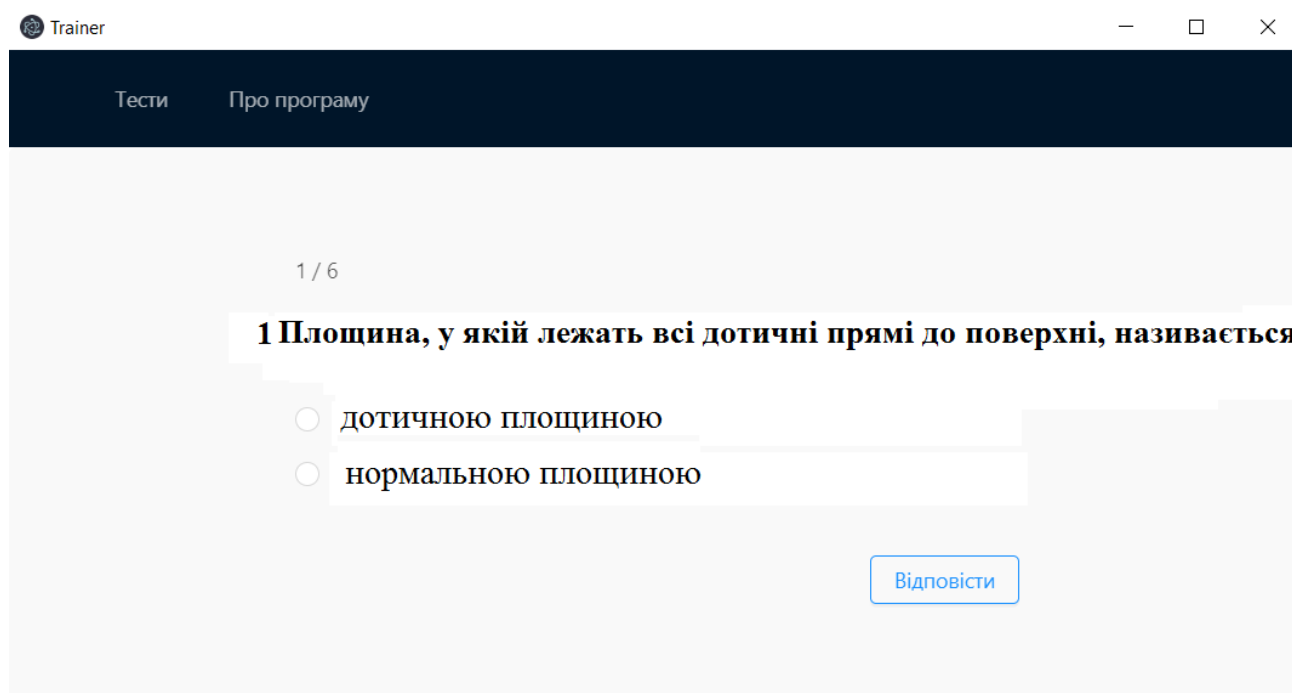 Trainer
Тести Про програму
1 / 6
1 Площина, у якій лежать всі дотичні прямі до поверхні, називається
дотичною площиною
нормальною площиною
Відповісти